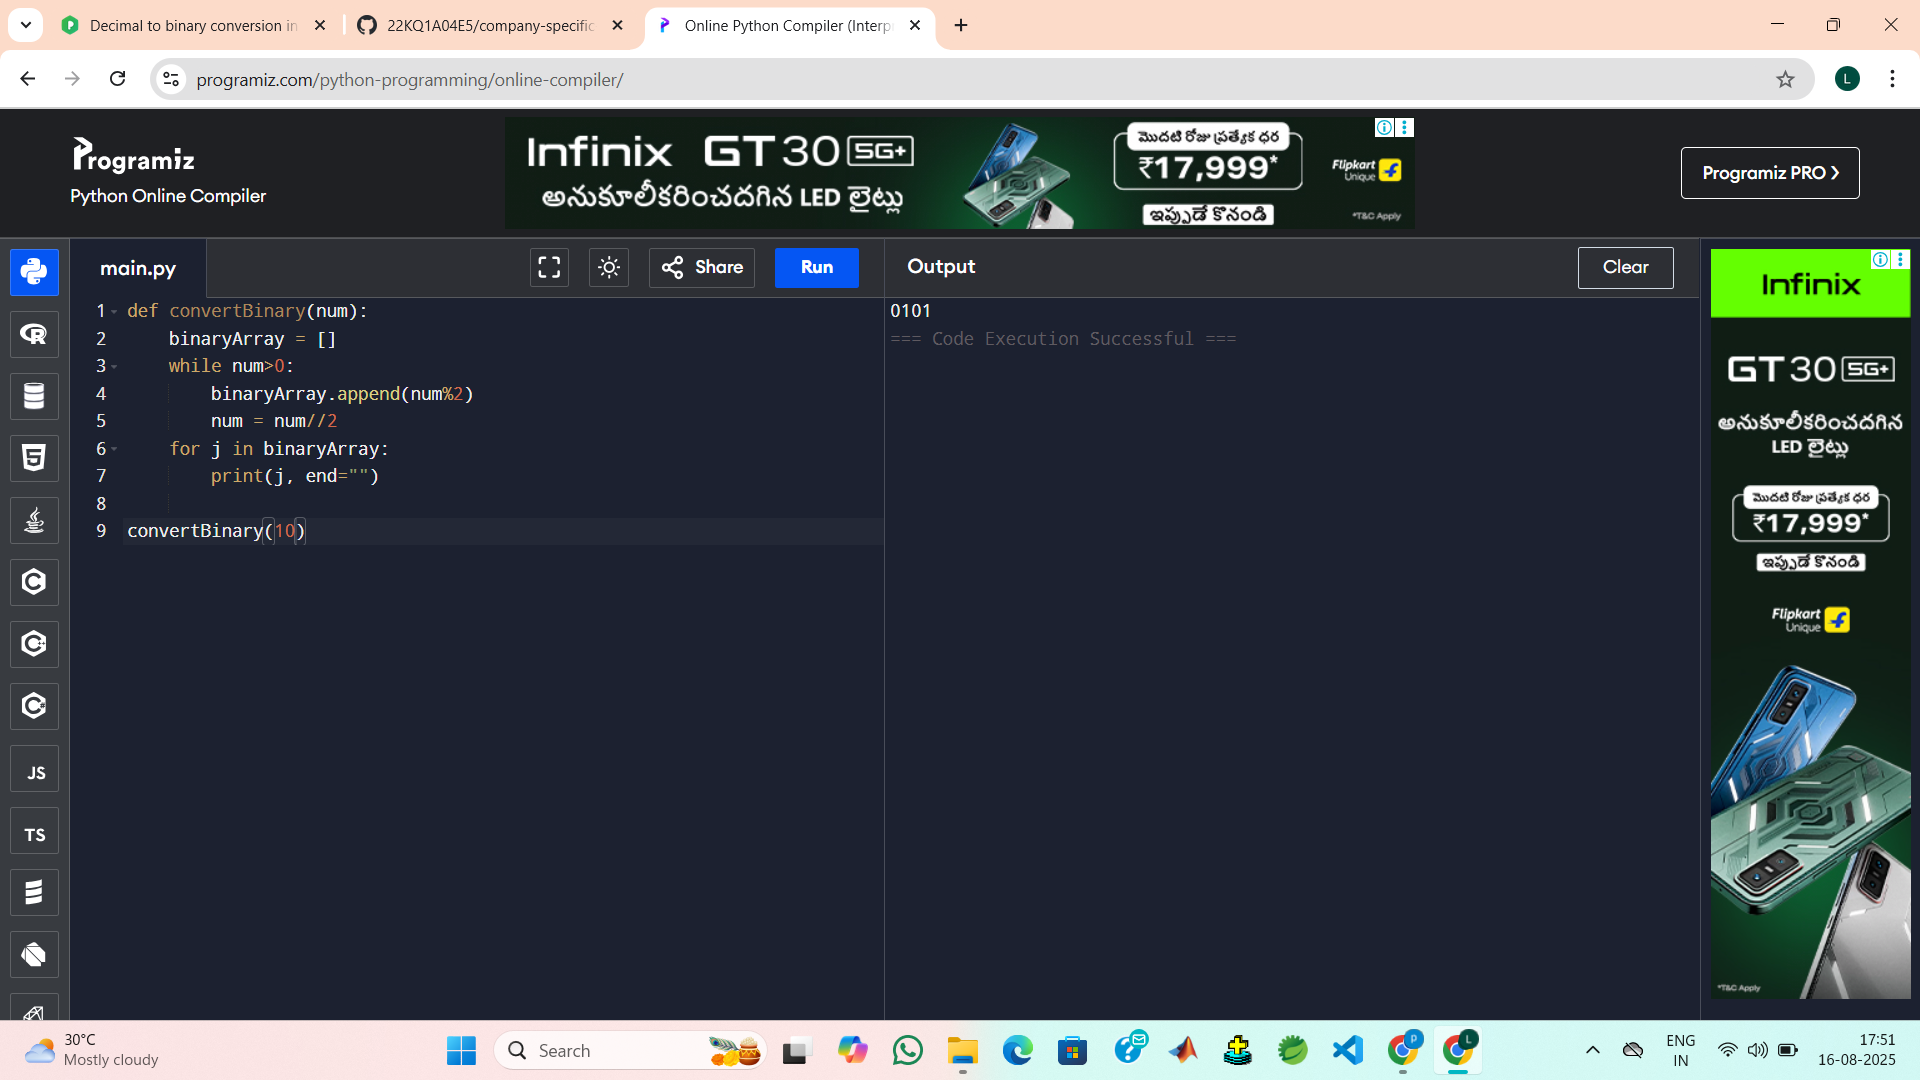 Decimal to binary conversion in
22KQ1A04E5/company-specific
Online Python Compiler (Interpr
programiz.com/python-programming/online-compiler/
L
Programiz
Python Online Compiler
Infinix GT 30 5G+
అనుకూలీకరించదగిన LED లైట్లు
మొదటి రోజు ప్రత్యేక ధర
₹17,999*
ఇప్పుడే కొనండి
Flipkart
Unique
*T&C Apply
Programiz PRO
main.py
Share
Run
Output
Clear
1 def convertBinary(num):
2     binaryArray = []
3     while num>0:
4         binaryArray.append(num%2)
5         num = num//2
6     for j in binaryArray:
7         print(j, end="")
8
9 convertBinary(10)
0101
=== Code Execution Successful ===
JS
TS
Infinix
GT 30 5G+
అనుకూలీకరించదగిన
LED లైట్లు
మొదటి రోజు ప్రత్యేక ధర
₹17,999*
ఇప్పుడే కొనండి
Flipkart
Unique
*T&C Apply
30°C
Mostly cloudy
Search
P
L
ENG
IN
17:51
16-08-2025